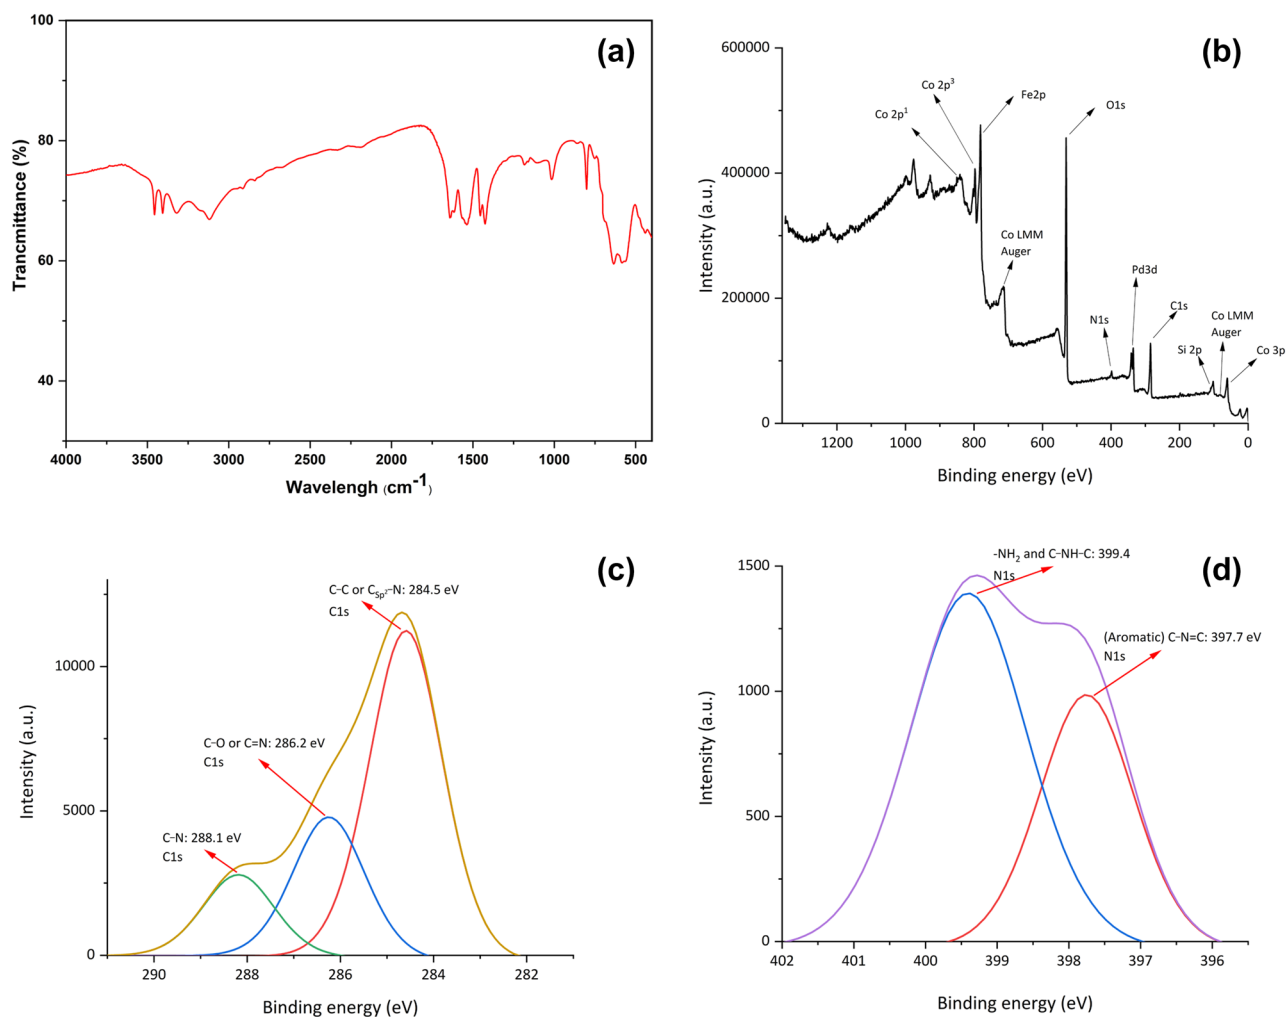 (a)
100
80
60
40
Trancmittance (%)
4000
3500
3000
2500
2000
1500
1000
500
Wavelengh (cm-1)
(b)
600000
400000
200000
0
Intensity (a.u.)
Co 2p3
Co 2p1
Fe2p
O1s
Co LMM
Auger
Pd3d
N1s
C1s
Co LMM
Auger
Si 2p
Co 3p
1200
1000
800
600
400
200
0
Binding energy (eV)
(c)
C-C or CSp2-N: 284.5 eV
C1s
C-O or C=N: 286.2 eV
C1s
C-N: 288.1 eV
C1s
10000
5000
0
Intensity (a.u.)
290
288
286
284
282
Binding energy (eV)
(d)
-NH2 and C-NH-C: 399.4
N1s
(Aromatic) C-N=C: 397.7 eV
N1s
1500
1000
500
0
Intensity (a.u.)
402
401
400
399
398
397
396
Binding energy (eV)